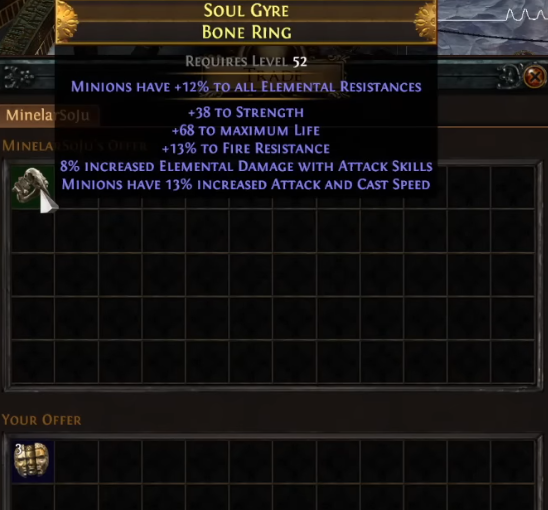 Soul Gyre
Bone Ring
Requires Level 52
Minions have +12% to all Elemental Resistances
+38 to Strength
+68 to maximum Life
+13% to Fire Resistance
8% increased Elemental Damage with Attack Skills
Minions have 13% increased Attack and Cast Speed
MinelarSoJu
Your Offer
3